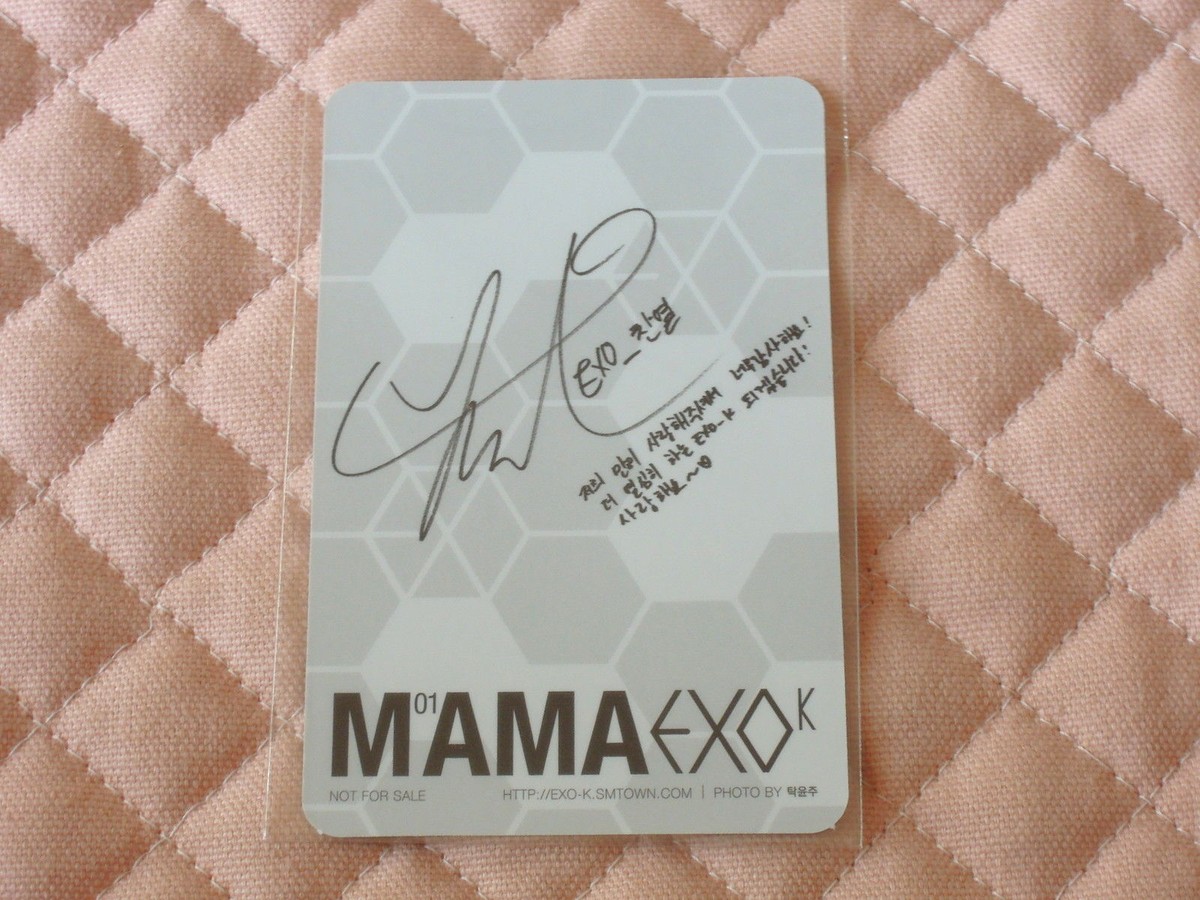 EXO_찬열
저희 많이 사랑해주셔서 너무감사해요!
더 열심히 하는 EXO-K 되겠습니다!
사랑해요~
M01AMA EXO K
NOT FOR SALE HTTP://EXO-K.SMTOWN.COM | PHOTO BY 탁윤주